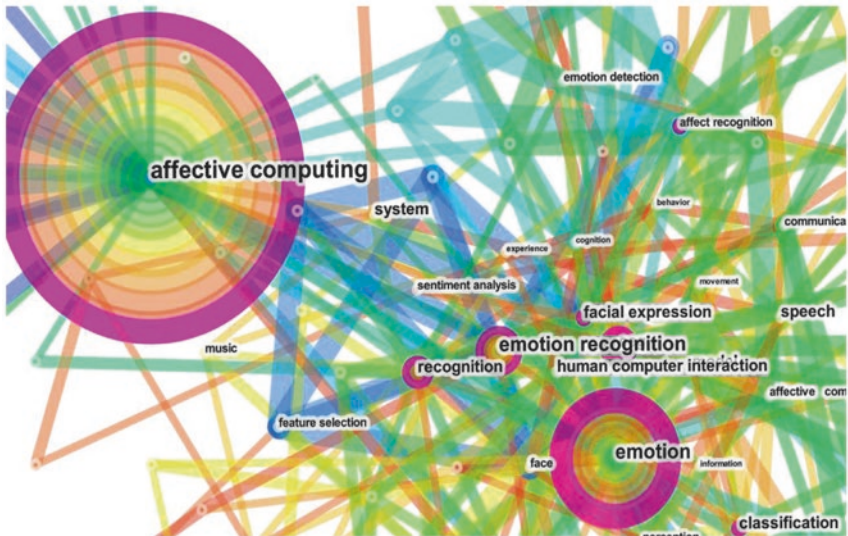 emotion detection
affect recognition
affective computing
system
behavior
communica
cognition
experience
sentiment analysis
movement
facial expression
speech
emotion recognition
music
recognition
human computer interaction
affective com
feature selection
emotion
face
information
classification
perception